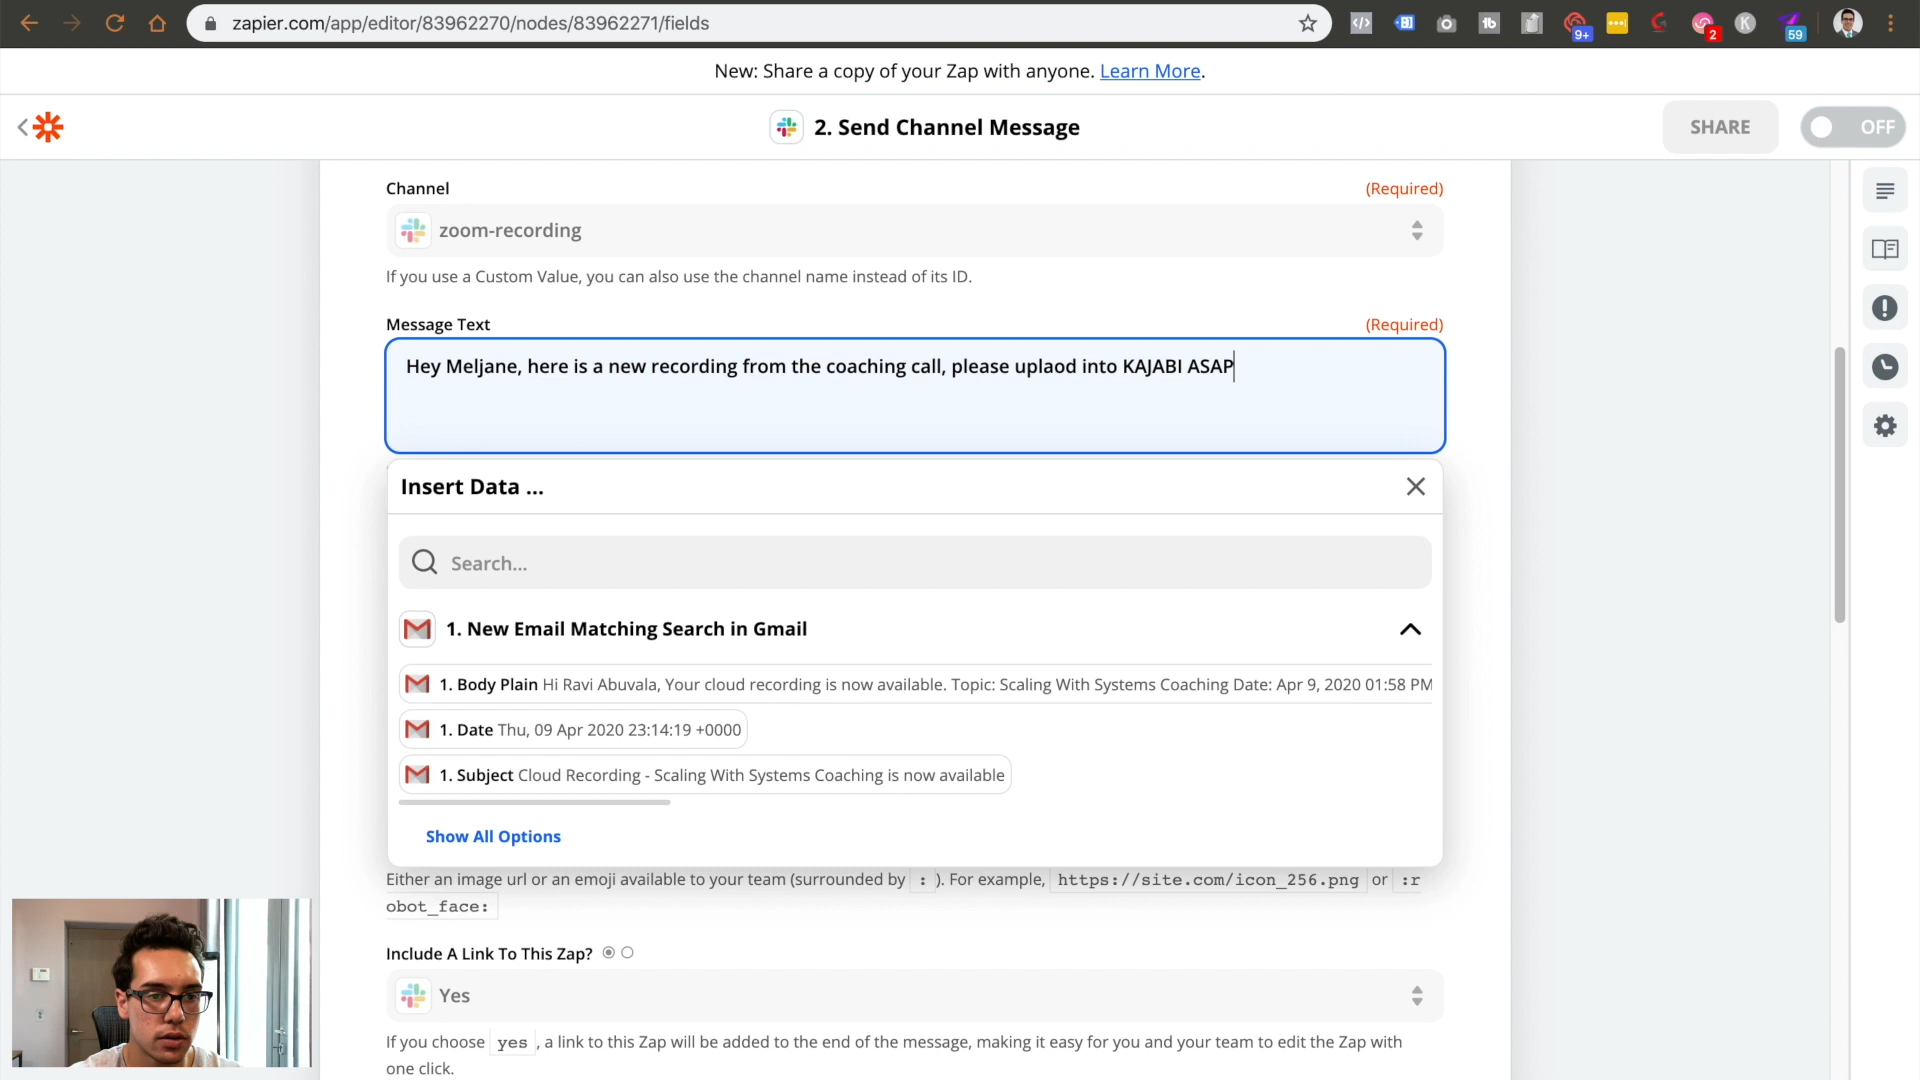 zapier.com/app/editor/83962270/nodes/83962271/fields
9+
2
K
59
New: Share a copy of your Zap with anyone. Learn More.
2. Send Channel Message
SHARE
OFF
Channel
(Required)
zoom-recording
If you use a Custom Value, you can also use the channel name instead of its ID.
Message Text
(Required)
Hey Meljane, here is a new recording from the coaching call, please uplaod into KAJABI ASAP
Insert Data ...
Search...
1. New Email Matching Search in Gmail
1. Body Plain Hi Ravi Abuvala, Your cloud recording is now available. Topic: Scaling With Systems Coaching Date: Apr 9, 2020 01:58 PM
1. Date Thu, 09 Apr 2020 23:14:19 +0000
1. Subject Cloud Recording - Scaling With Systems Coaching is now available
Show All Options
Either an image url or an emoji available to your team (surrounded by : ). For example, https://site.com/icon_256.png or :r
obot_face:
Include A Link To This Zap?
Yes
If you choose yes , a link to this Zap will be added to the end of the message, making it easy for you and your team to edit the Zap with
one click.